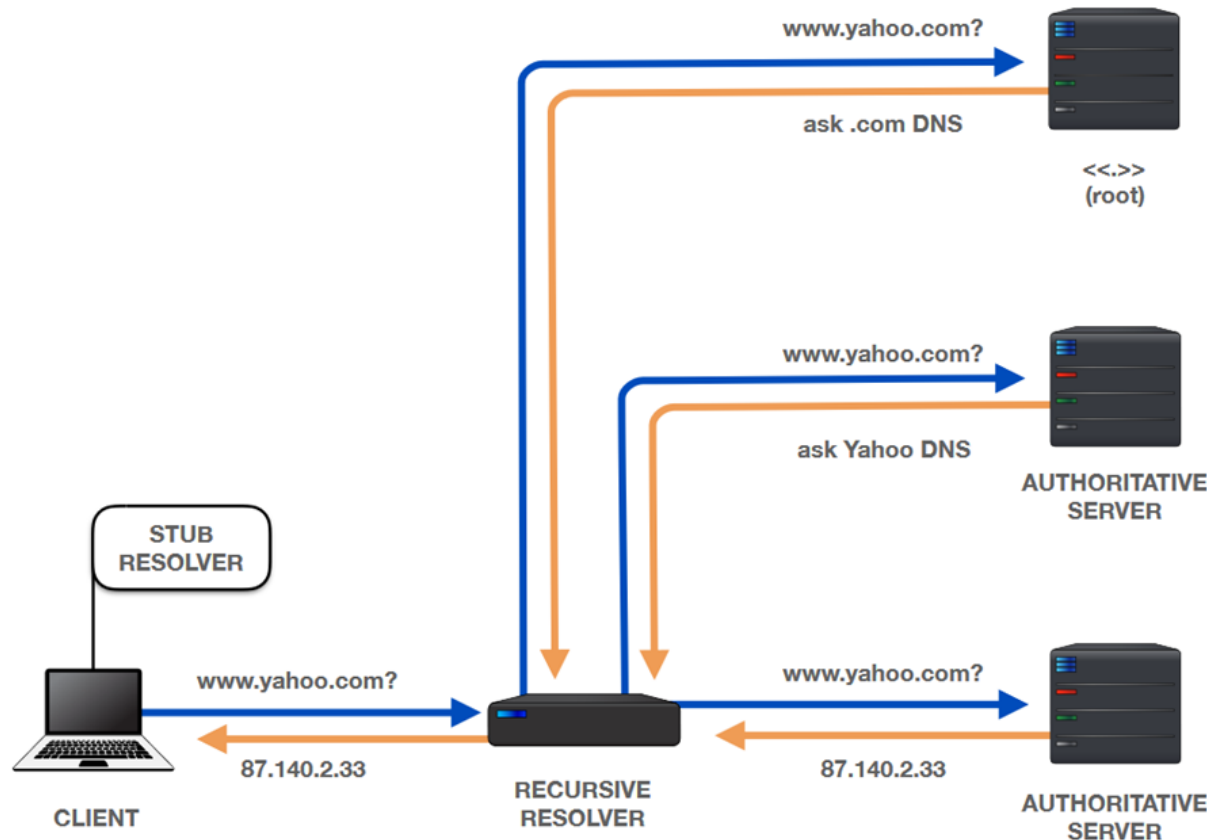 www.yahoo.com?
ask .com DNS
<<.>>
(root)
www.yahoo.com?
ask Yahoo DNS
AUTHORITATIVE
SERVER
STUB
RESOLVER
www.yahoo.com?
www.yahoo.com?
87.140.2.33
87.140.2.33
CLIENT
RECURSIVE
RESOLVER
AUTHORITATIVE
SERVER